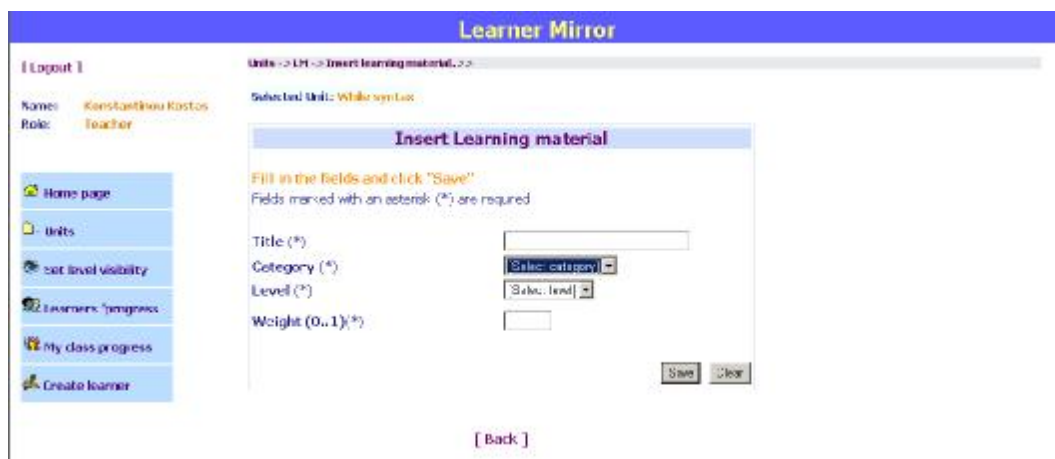 Learner Mirror
[ Logout ]
Units -> LM -> Insert learning material. >>
Name: Konstantinou Kostas
Role: Teacher
Selected Unit: While syntax
Insert Learning material
Fill in the fields and click "Save"
Fields marked with an asterisk (*) are required
Home page
Units
Set level visibility
Learners 'progress
My class progress
Create learner
Title (*)
Category (*) [Select category]
Level (*) [Select level]
Weight (0..1)(*)
Save Clear
[ Back ]